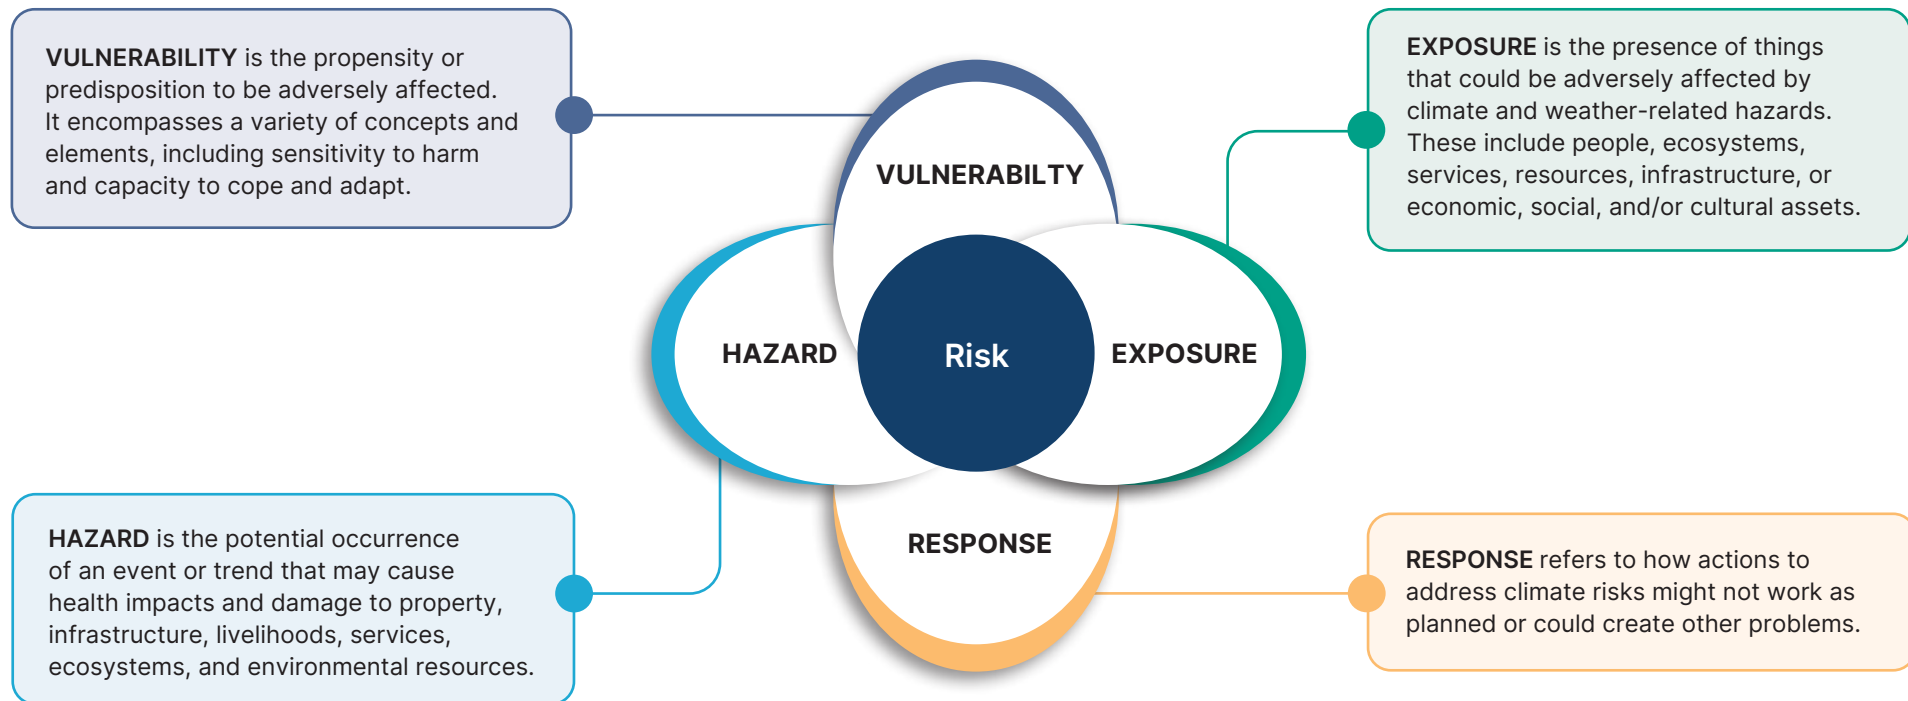 VULNERABILITY is the propensity or
predisposition to be adversely affected.
It encompasses a variety of concepts and
elements, including sensitivity to harm
and capacity to cope and adapt.
EXPOSURE is the presence of things
that could be adversely affected by
climate and weather-related hazards.
These include people, ecosystems,
services, resources, infrastructure, or
economic, social, and/or cultural assets.
VULNERABILTY
HAZARD
Risk
EXPOSURE
RESPONSE
HAZARD is the potential occurrence
of an event or trend that may cause
health impacts and damage to property,
infrastructure, livelihoods, services,
ecosystems, and environmental resources.
RESPONSE refers to how actions to
address climate risks might not work as
planned or could create other problems.